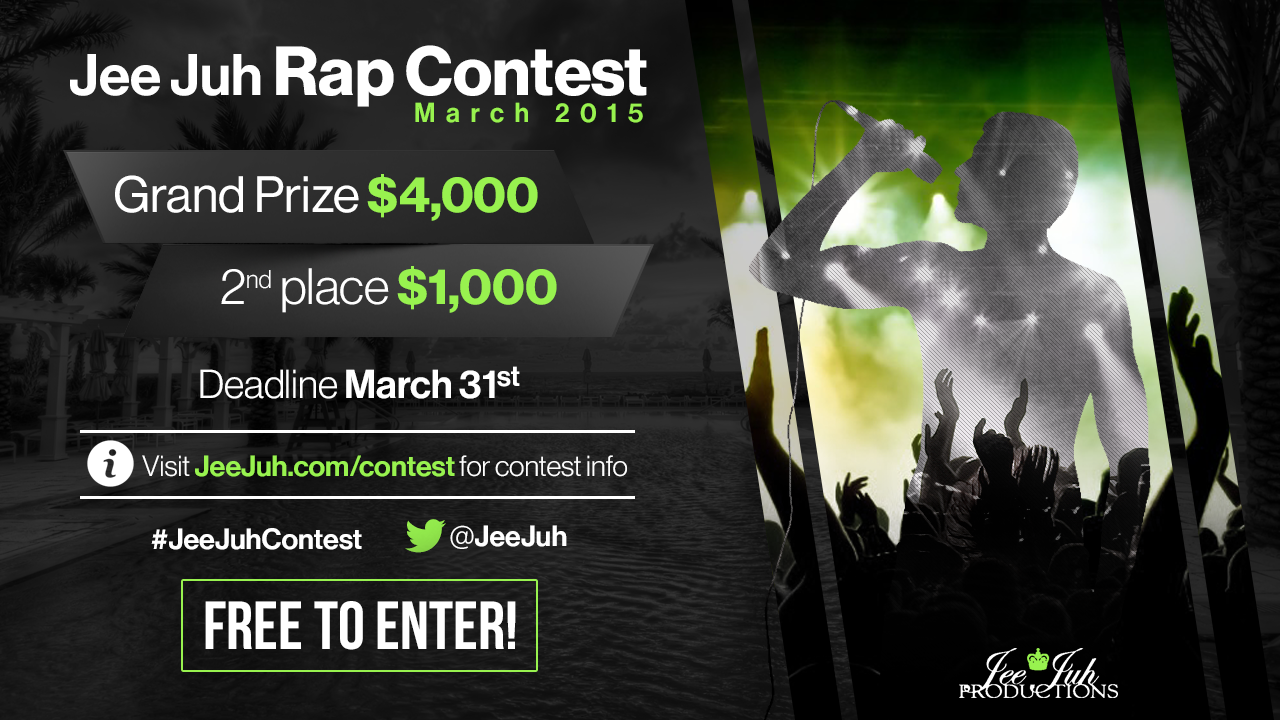 Jee Juh Rap Contest
March 2015
Grand Prize $4,000
2nd place $1,000
Deadline March 31st
i Visit JeeJuh.com/contest for contest info
#JeeJuhContest @JeeJuh
FREE TO ENTER!
Jee Juh
PRODUCTIONS